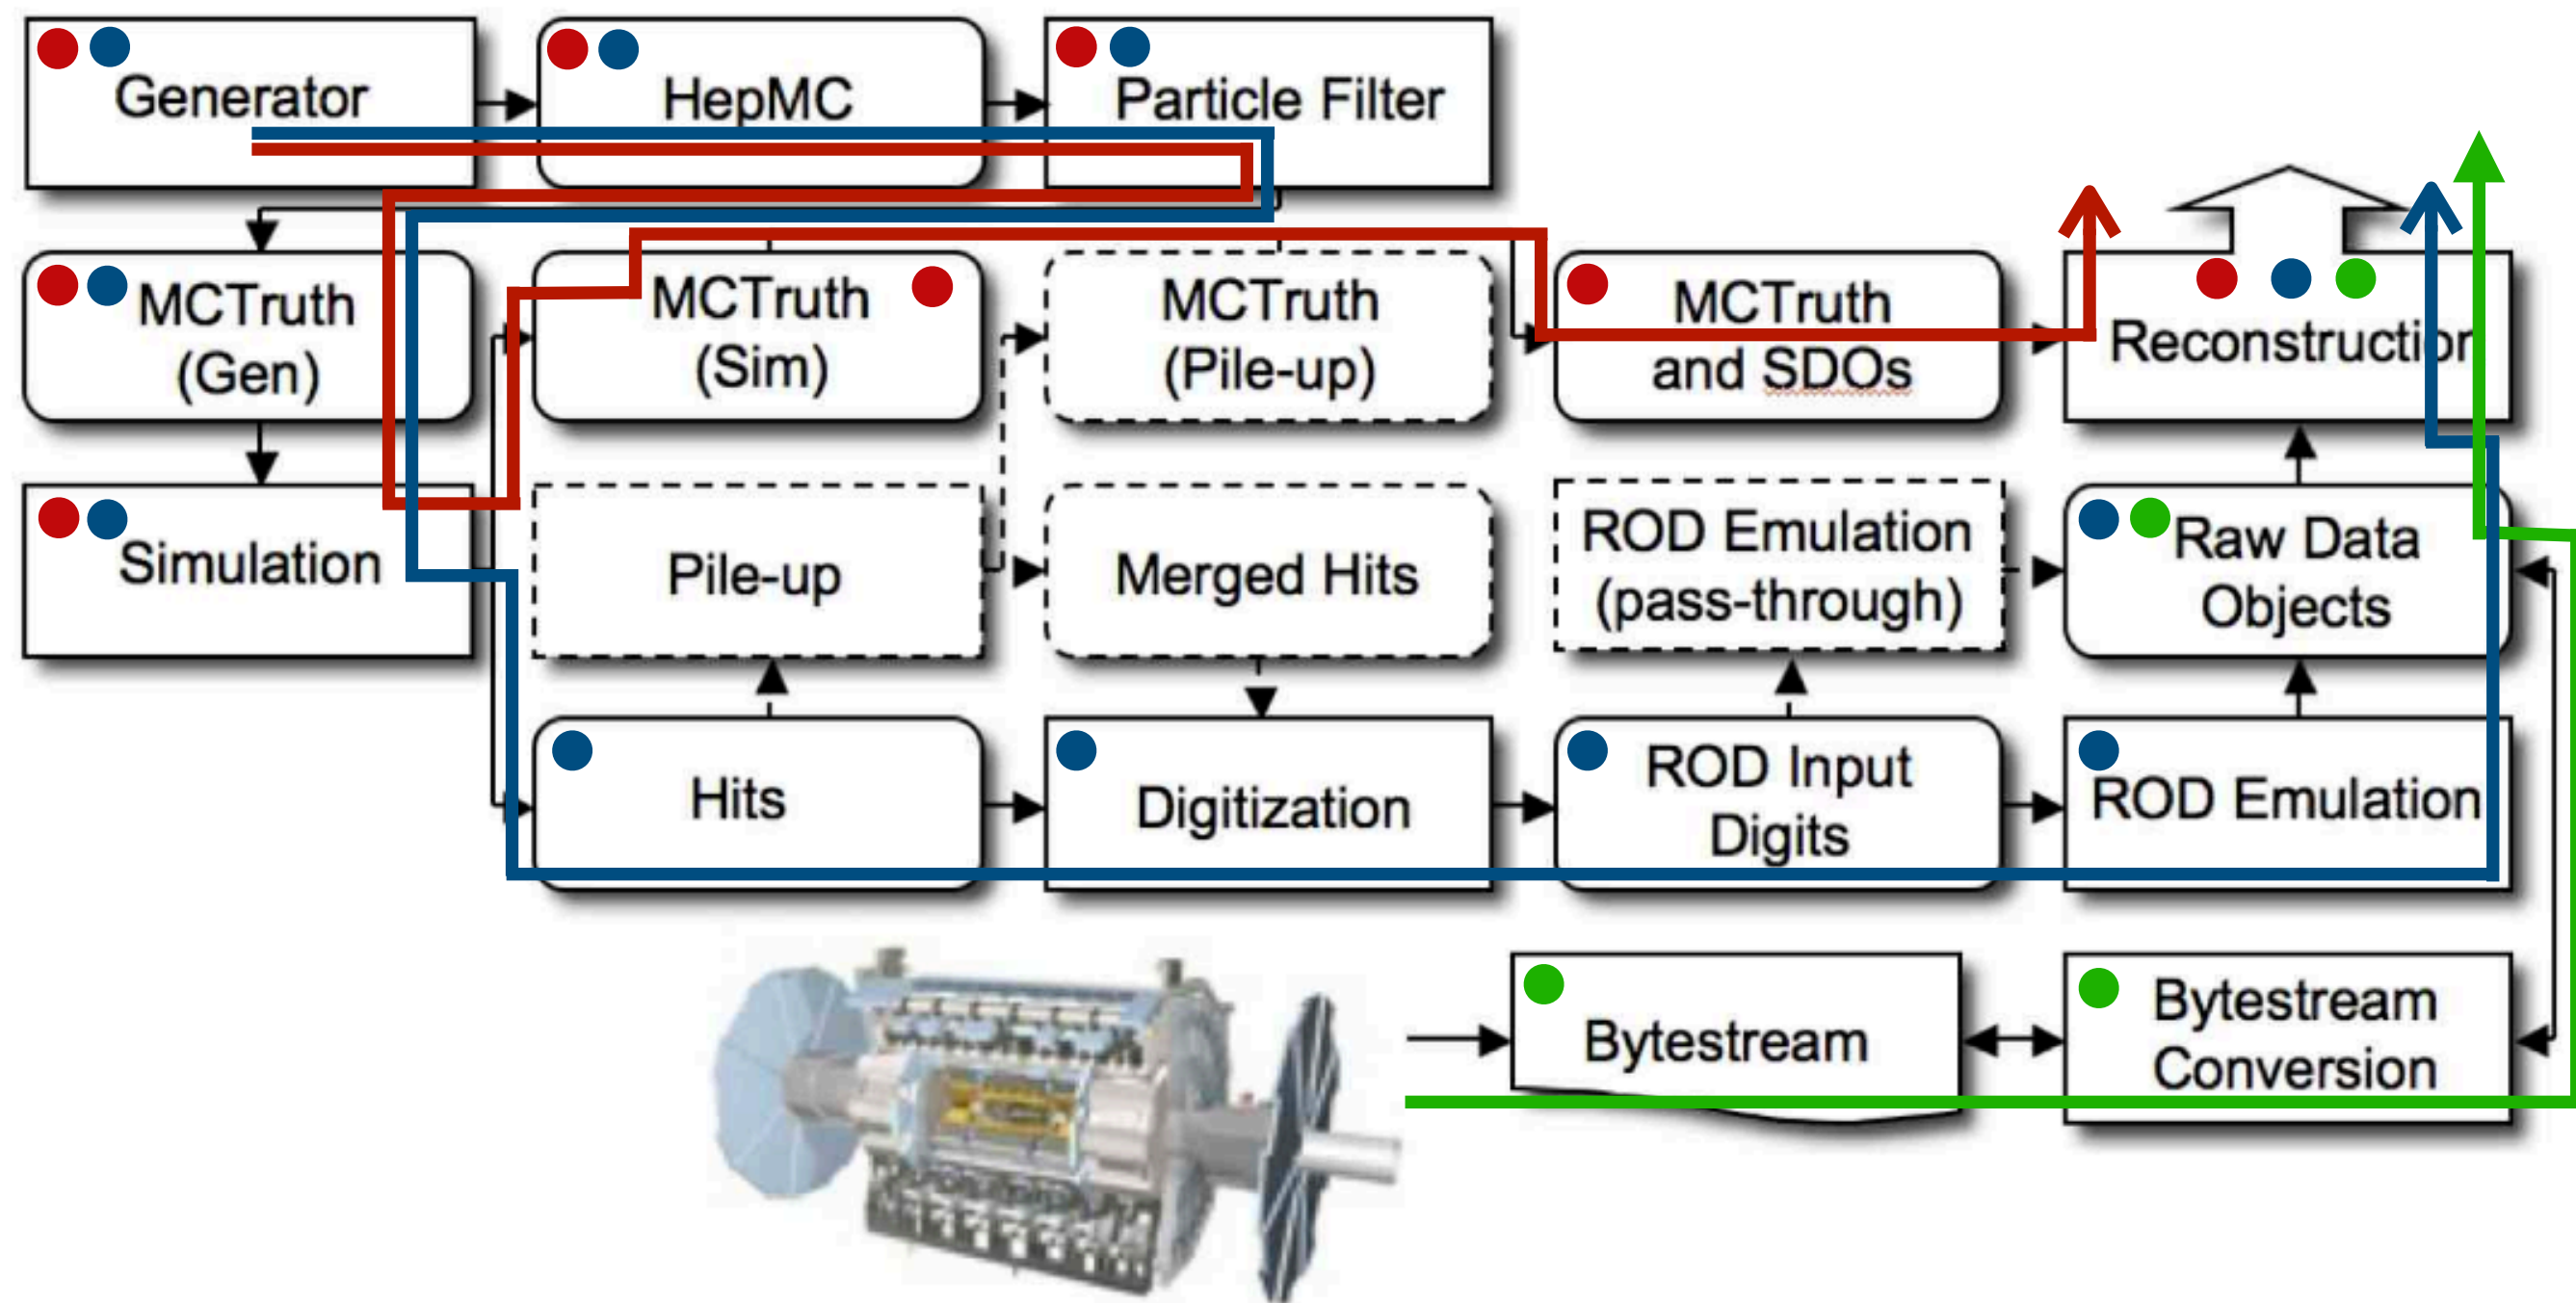 Generator
HepMC
Particle Filter
MCTruth
(Gen)
MCTruth
(Sim)
MCTruth
(Pile-up)
MCTruth
and SDOs
Reconstruction
Simulation
Pile-up
Merged Hits
ROD Emulation
(pass-through)
Raw Data
Objects
Hits
Digitization
ROD Input
Digits
ROD Emulation
Bytestream
Bytestream
Conversion